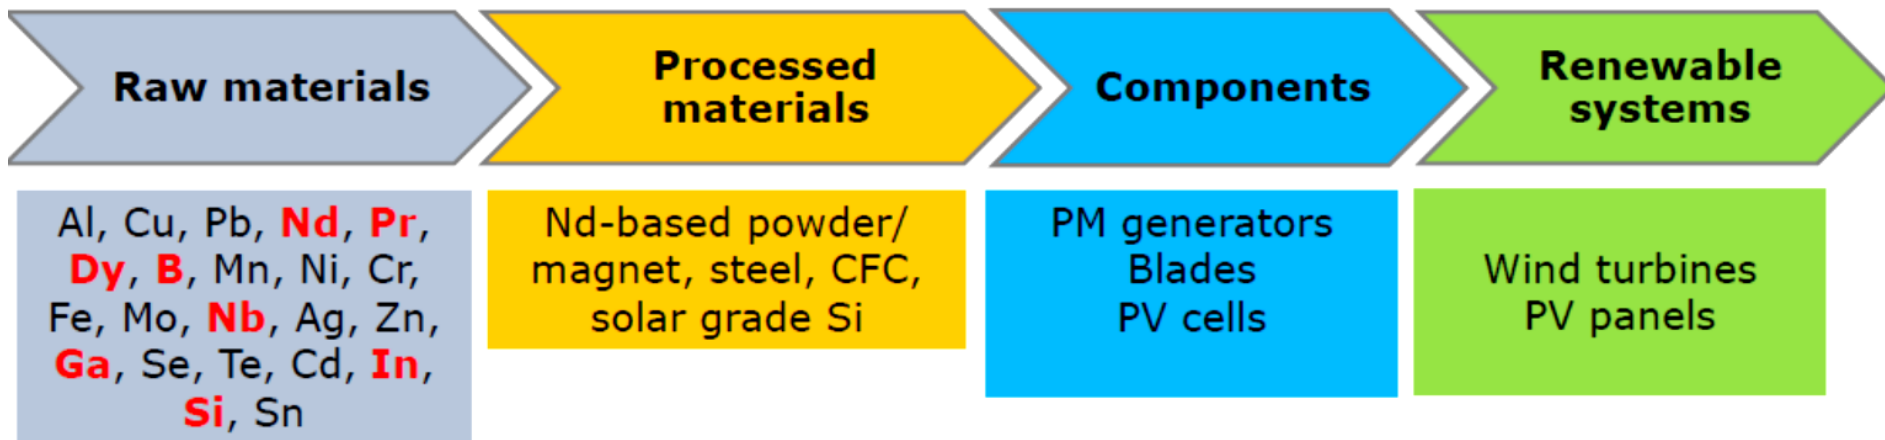 Raw materials
Processed
materials
Components
Renewable
systems
Al, Cu, Pb, Nd, Pr,
Dy, B, Mn, Ni, Cr,
Fe, Mo, Nb, Ag, Zn,
Ga, Se, Te, Cd, In,
Si, Sn
Nd-based powder/
magnet, steel, CFC,
solar grade Si
PM generators
Blades
PV cells
Wind turbines
PV panels